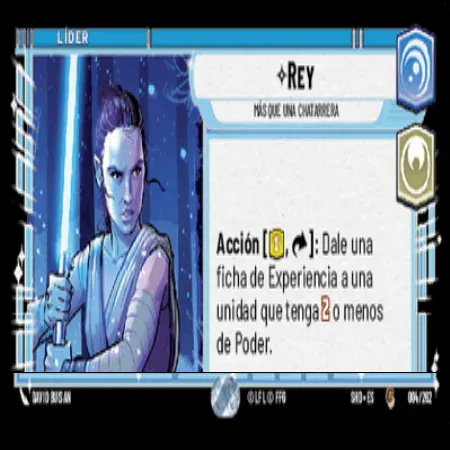 LÍDER
REY
MÁS QUE UNA CHATARRERA
Acción [1, ]: Dale una
ficha de Experiencia a una
unidad que tenga 2 o menos
de Poder.
DAVID BUISAN
© LFL © FFG
SHD • ES
004/262